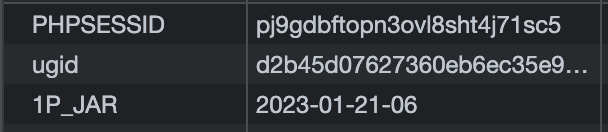 PHPSESSID pj9gdbftopn3ovl8sht4j71sc5
ugid d2b45d07627360eb6ec35e9…
1P_JAR 2023-01-21-06